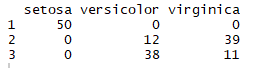 setosa versicolor virginica
1 50 0 0
2 0 12 39
3 0 38 11